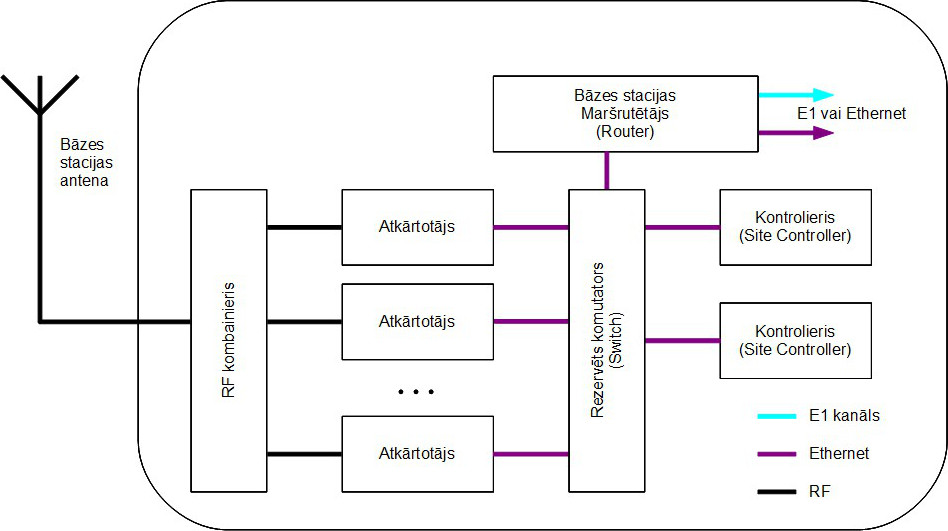 Bāzes stacijas
Maršrutētājs
(Router)
E1 vai Ethernet
Bāzes
stacijas
antena
RF kombainieris
Atkārtotājs
Atkārtotājs
• • •
Atkārtotājs
Rezervēts komutators
(Switch)
Kontrolieris
(Site Controller)
Kontrolieris
(Site Controller)
E1 kanāls
Ethernet
RF